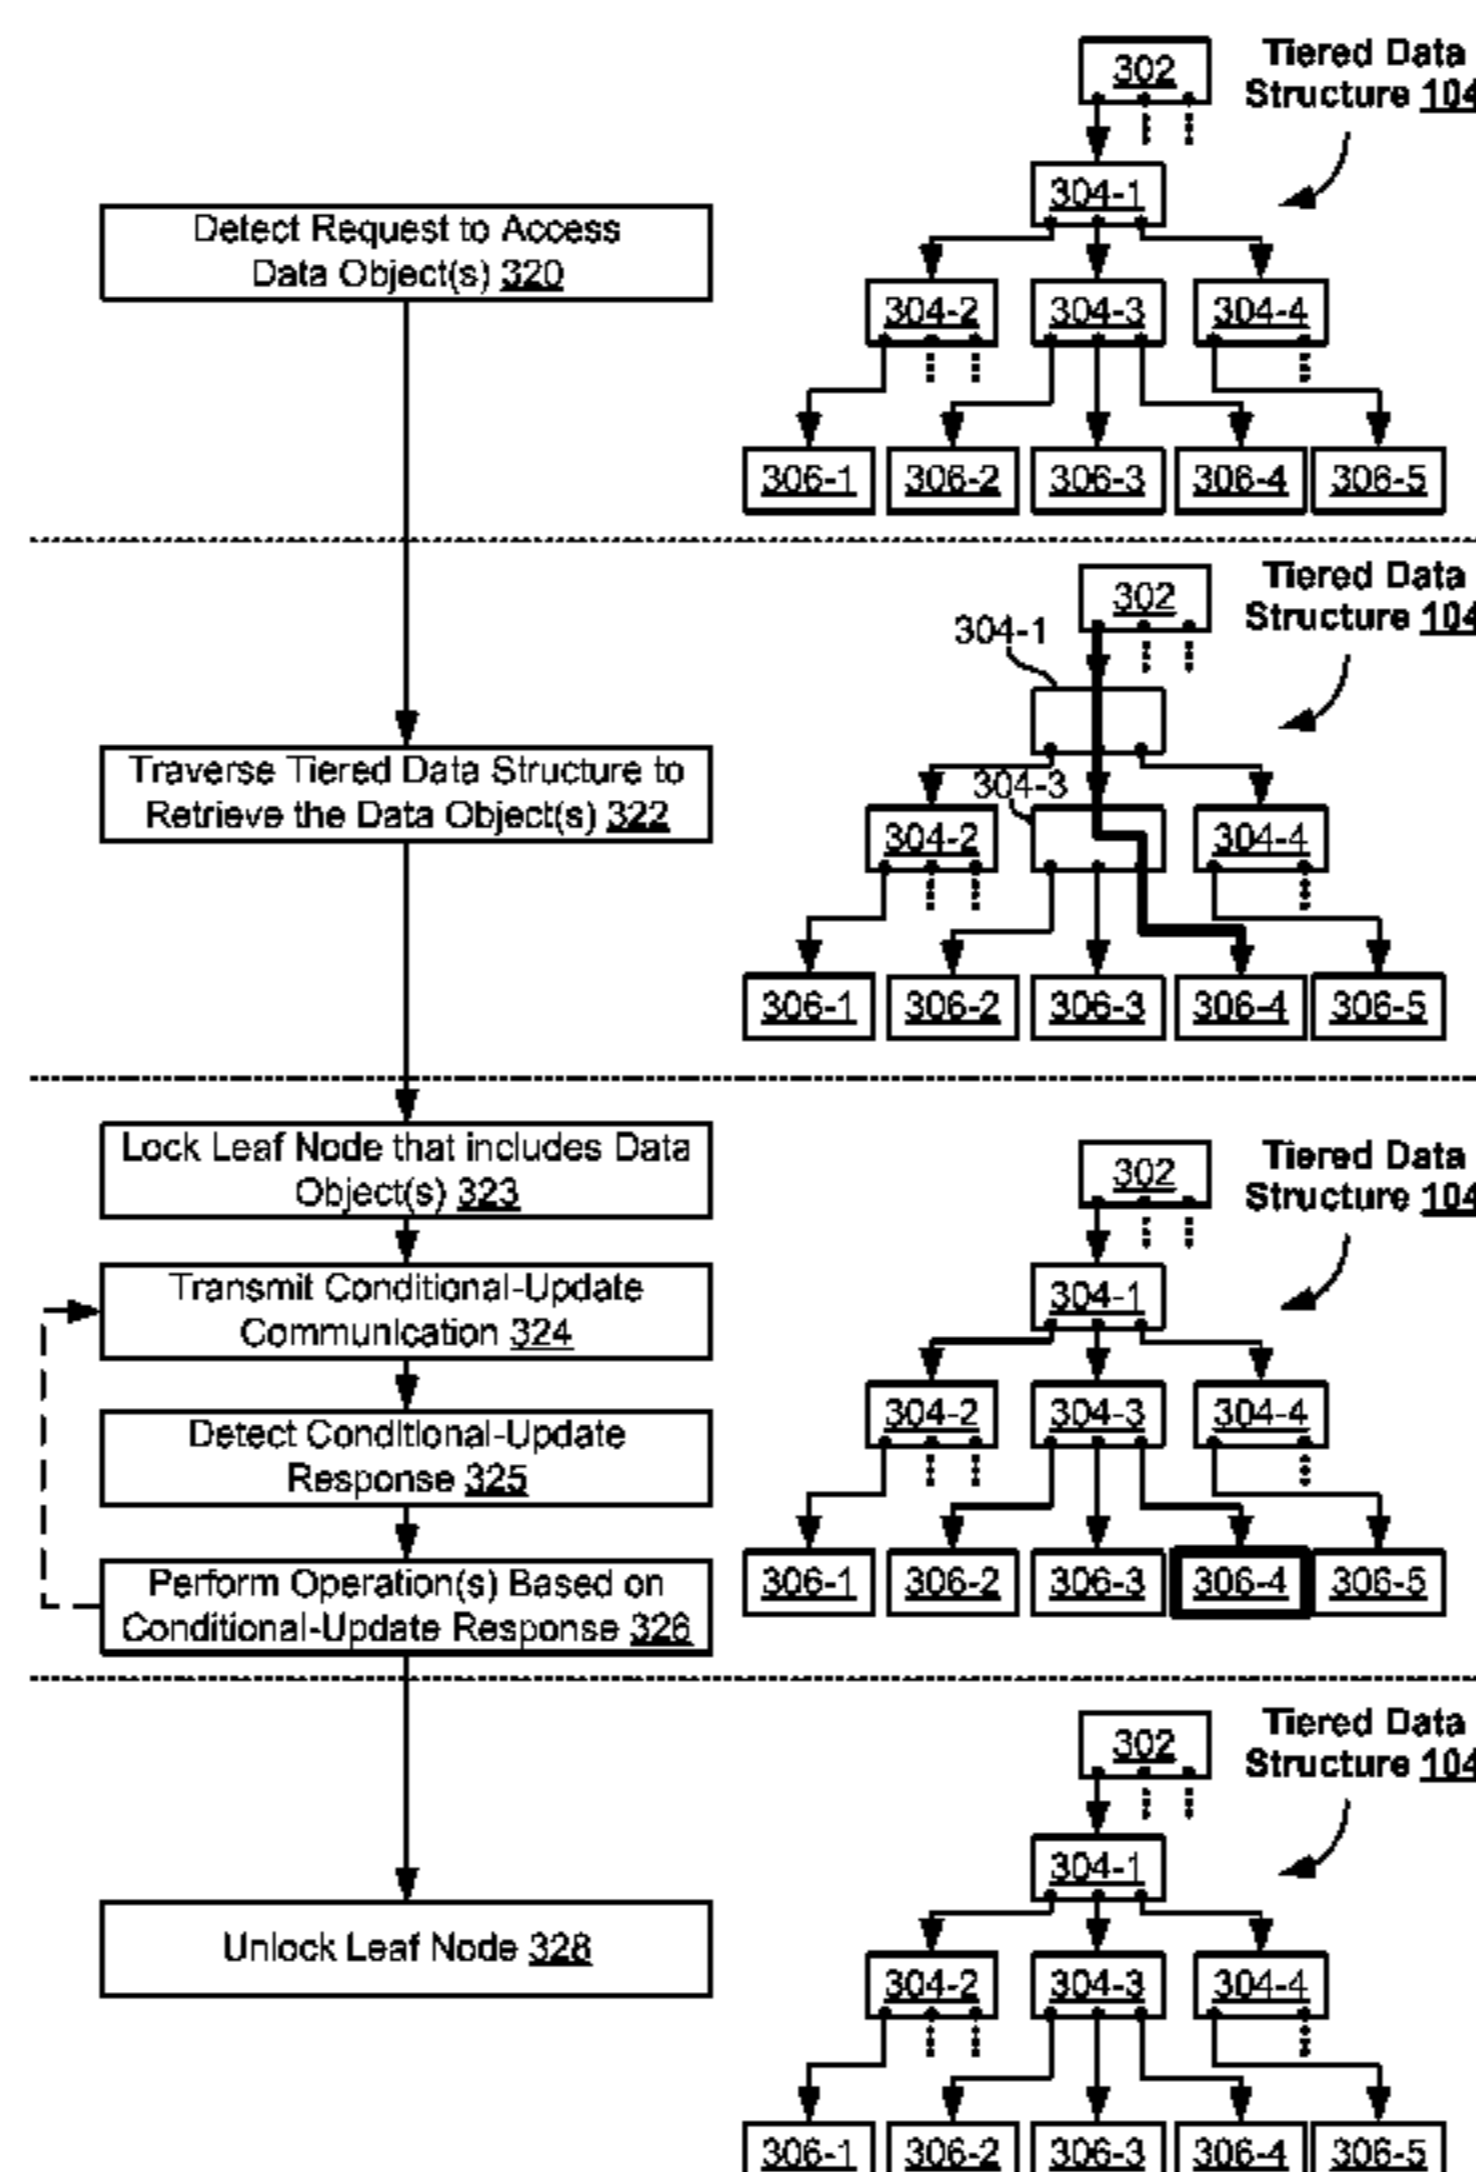 302
Tiered Data
Structure 104
304-1
Detect Request to Access
Data Object(s) 320
304-2
304-3
304-4
306-1
306-2
306-3
306-4
306-5
302
Tiered Data
Structure 104
304-1
304-3
Traverse Tiered Data Structure to
Retrieve the Data Object(s) 322
304-2
304-4
306-1
306-2
306-3
306-4
306-5
Lock Leaf Node that includes Data
Object(s) 323
302
Tiered Data
Structure 104
Transmit Conditional-Update
Communication 324
304-1
Detect Conditional-Update
Response 325
304-2
304-3
304-4
Perform Operation(s) Based on
Conditional-Update Response 326
306-1
306-2
306-3
306-4
306-5
302
Tiered Data
Structure 104
304-1
Unlock Leaf Node 328
304-2
304-3
304-4
306-1
306-2
306-3
306-4
306-5